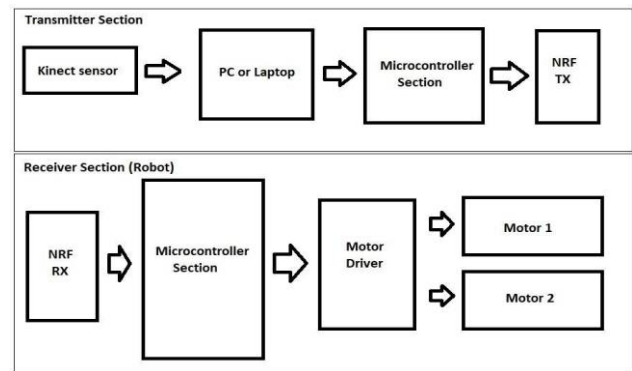 Transmitter Section
Kinect sensor
PC or Laptop
Microcontroller
Section
NRF
TX
Receiver Section (Robot)
NRF
RX
Microcontroller
Section
Motor
Driver
Motor 1
Motor 2